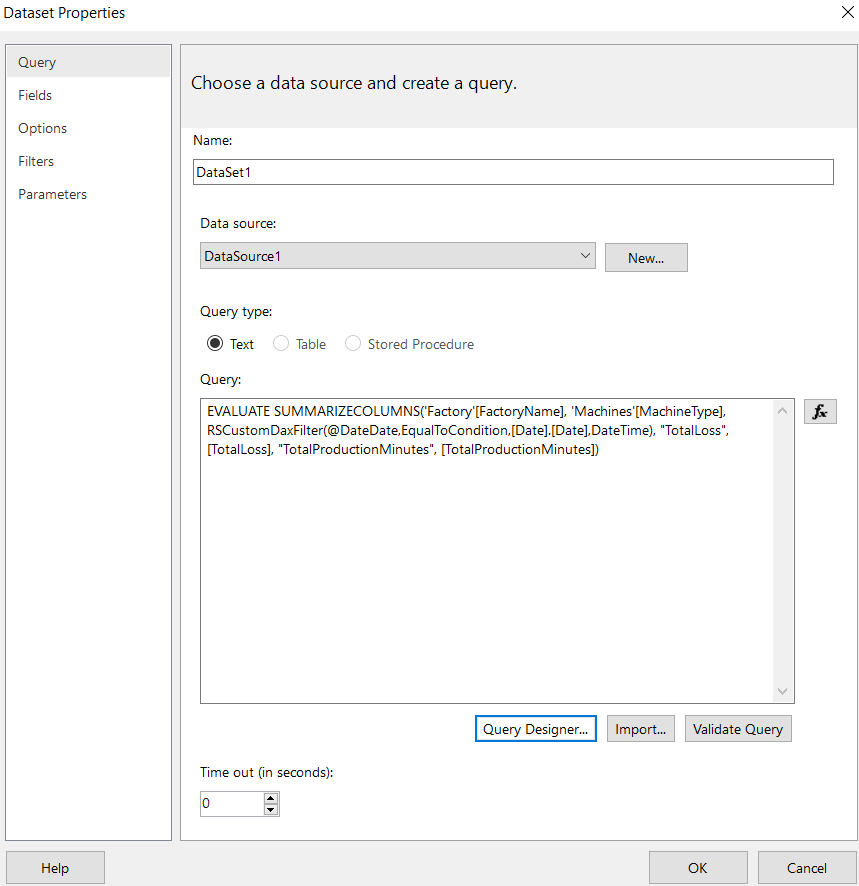 Dataset Properties
Query
Fields
Options
Filters
Parameters
Choose a data source and create a query.
Name:
DataSet1
Data source:
DataSource1
New...
Query type:
Text
Table
Stored Procedure
Query:
EVALUATE SUMMARIZECOLUMNS('Factory'[FactoryName], 'Machines'[MachineType],
RSCustomDaxFilter(@DateDate,EqualToCondition,[Date].[Date],DateTime), "TotalLoss",
[TotalLoss], "TotalProductionMinutes", [TotalProductionMinutes])
fx
Query Designer...
Import...
Validate Query
Time out (in seconds):
0
Help
OK
Cancel